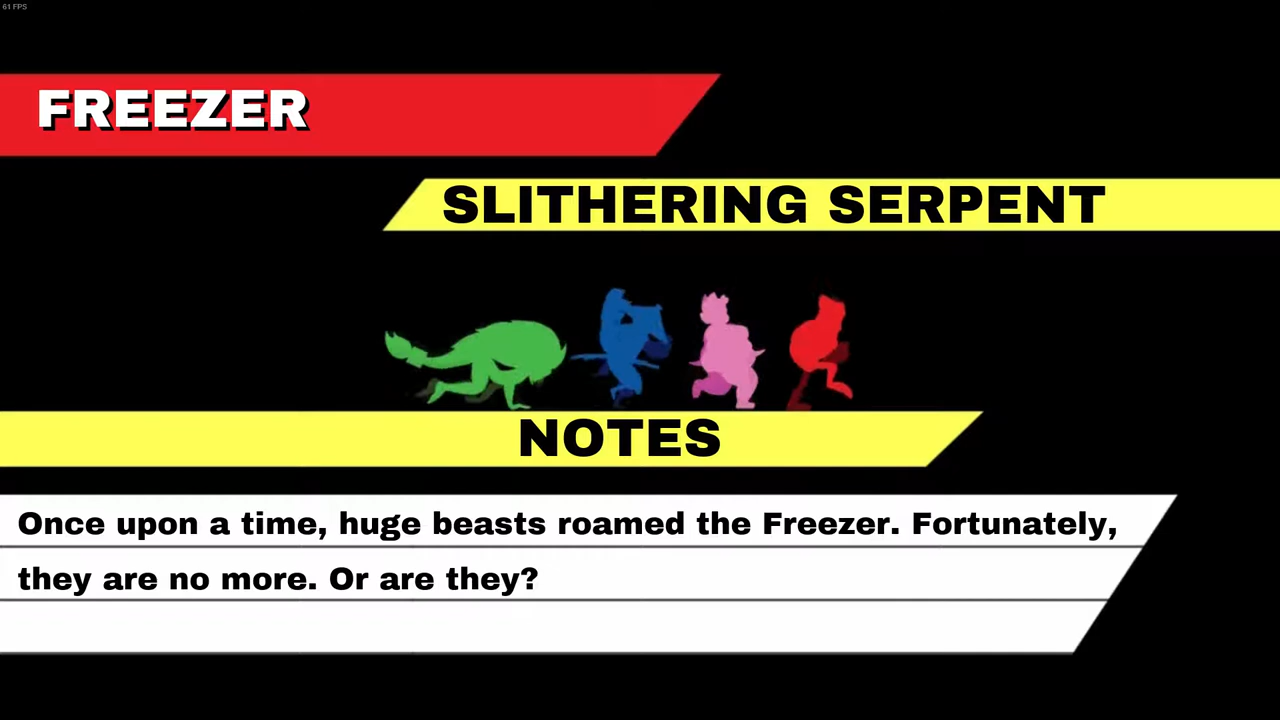 61 FPS
FREEZER
SLITHERING SERPENT
NOTES
Once upon a time, huge beasts roamed the Freezer. Fortunately,
they are no more. Or are they?